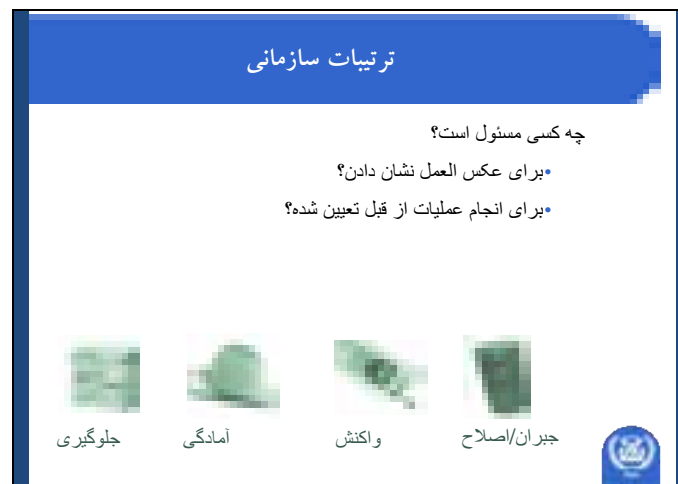 ترتیبات سازمانی
چه کسی مسئول است؟
•برای عکس العمل نشان دادن؟
•برای انجام عملیات از قبل تعیین شده؟
جبران/اصلاح
واکنش
آمادگی
جلوگیری